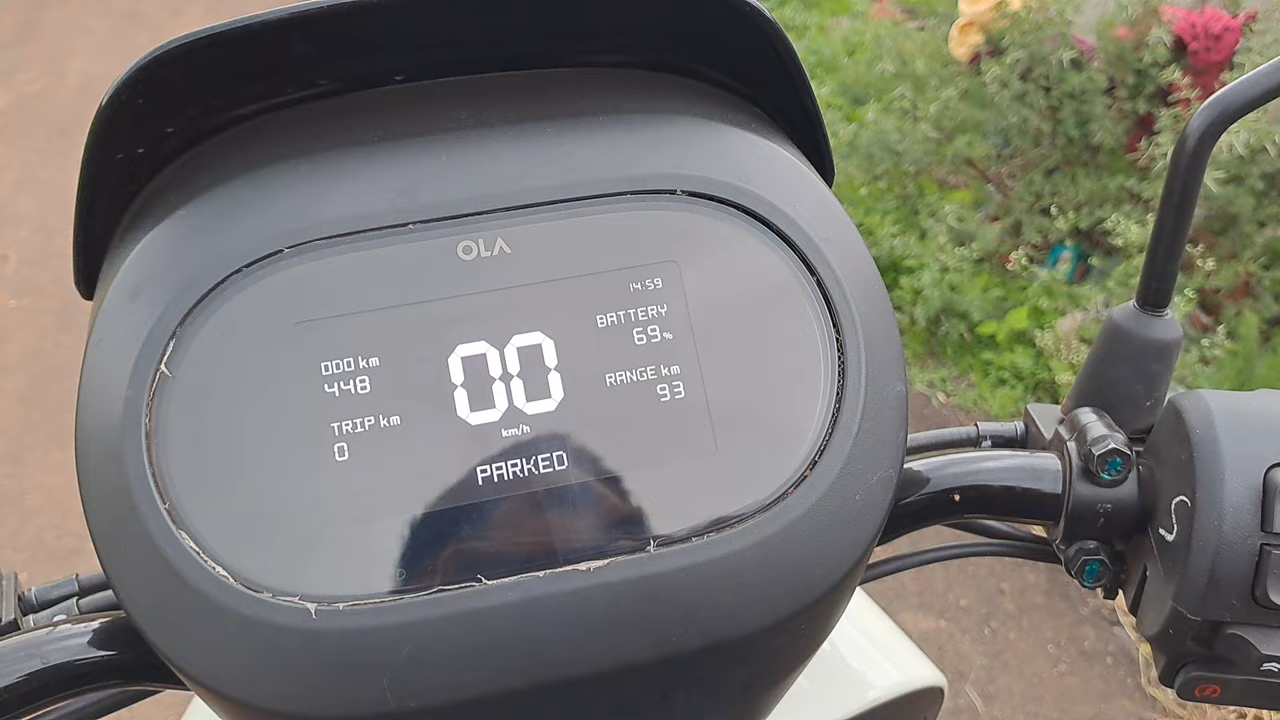 OLA
14:59
ODO km
448
TRIP km
0
00
km/h
PARKED
BATTERY
69%
RANGE km
93